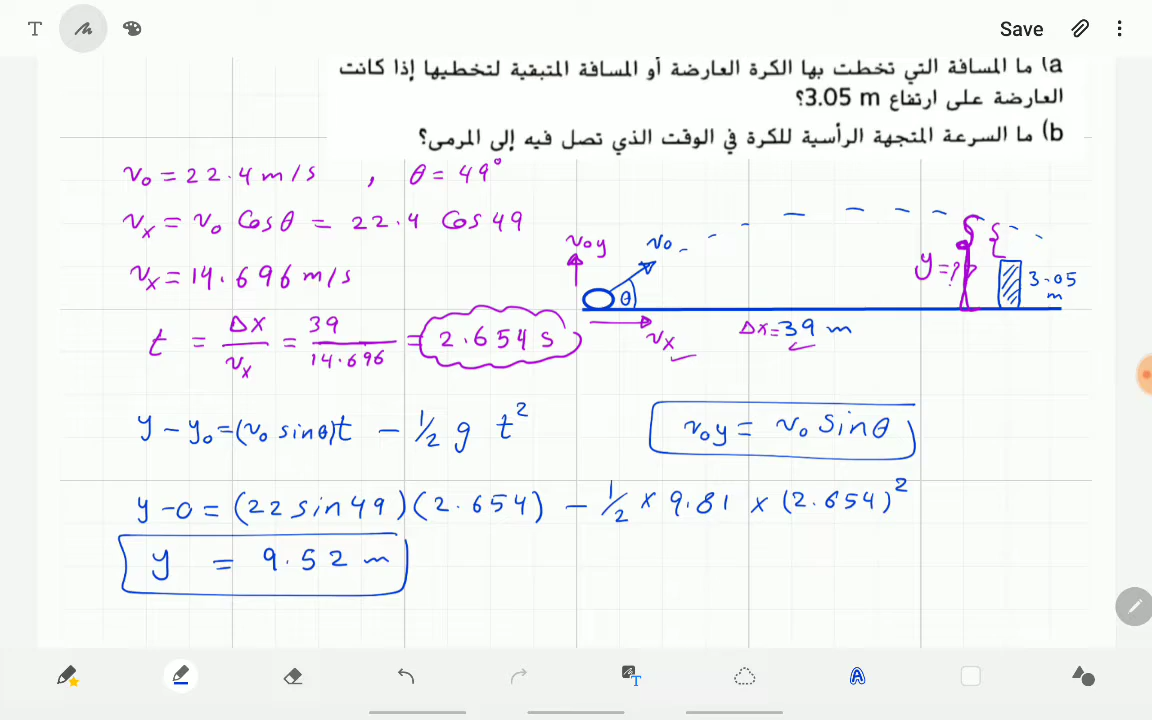 T
Save
a) ما المسافة التي تخطت بها الكرة العارضة أو المسافة المتبقية لتخطيها إذا كانت
العارضة على ارتفاع 3.05 m؟
b) ما السرعة المتجهة الرأسية للكرة في الوقت الذي تصل فيه إلى المرمى؟
v₀ = 22.4 m/s , θ = 49°
vₓ = v₀ Cosθ = 22.4 Cos 49
vₓ = 14.696 m/s
t = Δx/vₓ = 39/14.696 = 2.654 s
v₀y
v₀
θ
vₓ
Δx = 39 m
y = ??
3.05 m
y - y₀ = (v₀ sinθ)t - ½ g t²
v₀y = v₀ sinθ
y - 0 = (22 sin 49)(2.654) - ½ × 9.81 × (2.654)²
y = 9.52 m
T
A